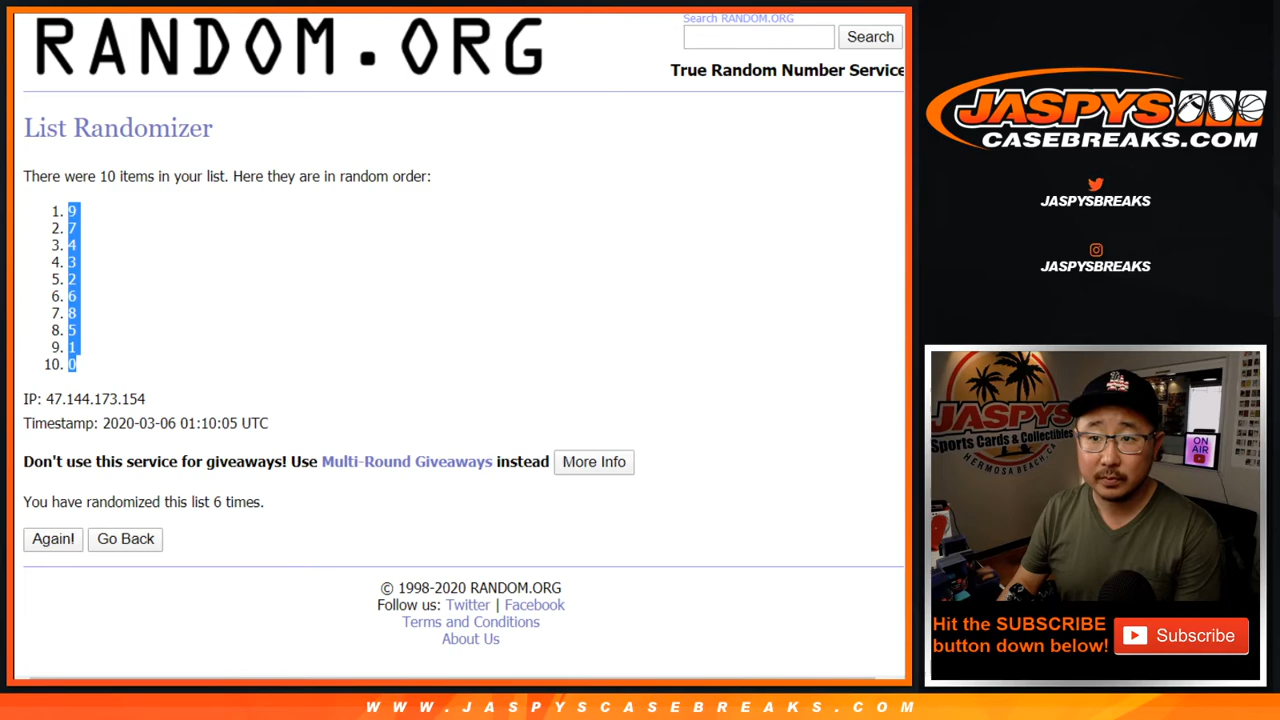 RANDOM.ORG
Search RANDOM.ORG
Search
True Random Number Service
List Randomizer
There were 10 items in your list. Here they are in random order:
1. 9
2. 7
3. 4
4. 3
5. 2
6. 6
7. 8
8. 5
9. 1
10. 0
IP: 47.144.173.154
Timestamp: 2020-03-06 01:10:05 UTC
Don't use this service for giveaways! Use Multi-Round Giveaways instead More Info
You have randomized this list 6 times.
Again! Go Back
© 1998-2020 RANDOM.ORG
Follow us: Twitter | Facebook
Terms and Conditions
About Us
JASPYS
CASEBREAKS.COM
JASPYSBREAKS
JASPYSBREAKS
JASPYS
Sports Cards & Collectibles
HERMOSA BEACH, CA
ON AIR
Hit the SUBSCRIBE
button down below!
Subscribe
WWW.JASPYSCASEBREAKS.COM